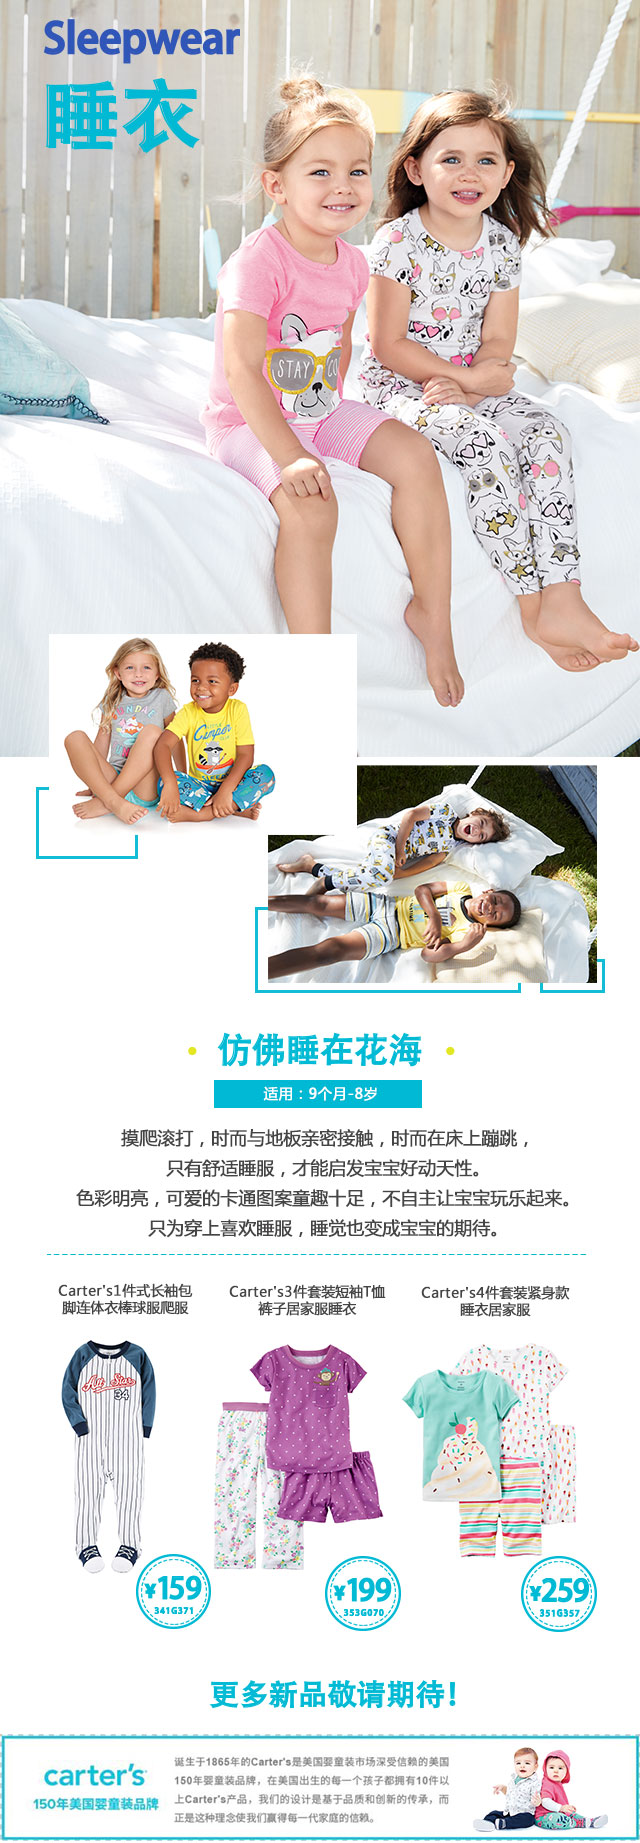 Sleepwear
睡衣
STAY CO
Camper
仿佛睡在花海
适用：9个月-8岁
摸爬滚打，时而与地板亲密接触，时而在床上蹦跳，
只有舒适睡服，才能启发宝宝好动天性。
色彩明亮，可爱的卡通图案童趣十足，不自主让宝宝玩乐起来。
只为穿上喜欢睡服，睡觉也变成宝宝的期待。
Carter's1件式长袖包
脚连体衣棒球服爬服
Carter's3件套装短袖T恤
裤子居家服睡衣
Carter's4件套装紧身款
睡衣居家服
All Star
34
¥159
341G371
¥199
353G070
¥259
351G357
更多新品敬请期待！
carter's
150年美国婴童装品牌
诞生于1865年的Carter's是美国婴童装市场深受信赖的美国
150年婴童装品牌，在美国出生的每一个孩子都拥有10件以
上Carter's产品，我们的设计是基于品质和创新的传承，而
正是这种理念使我们赢得每一代家庭的信赖。